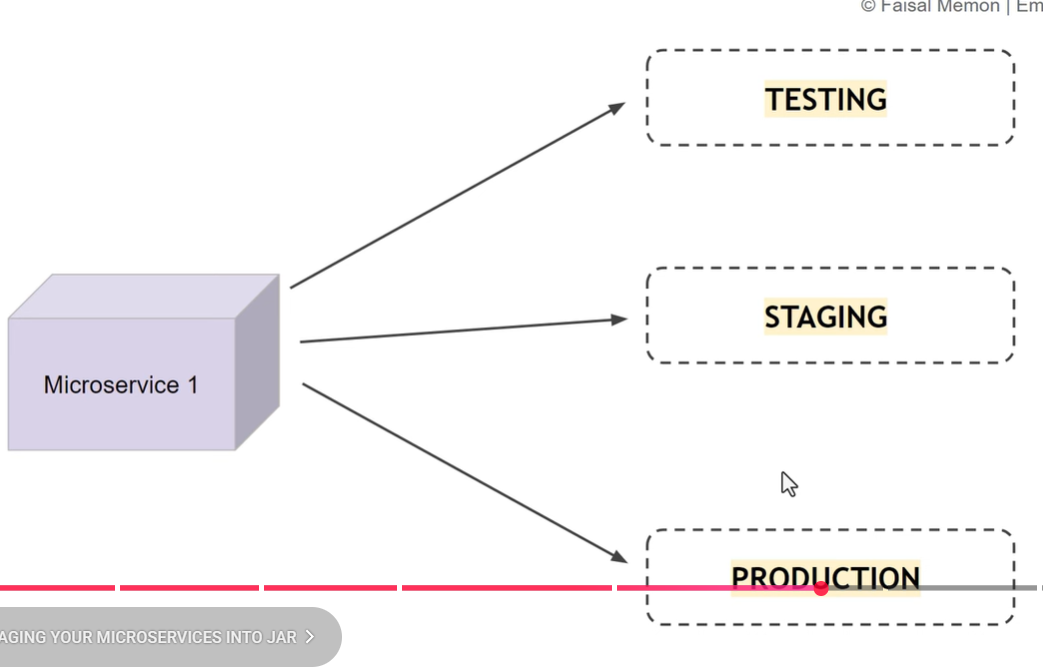 © Faisal Memon | Em
TESTING
STAGING
Microservice 1
PRODUCTION
AGING YOUR MICROSERVICES INTO JAR